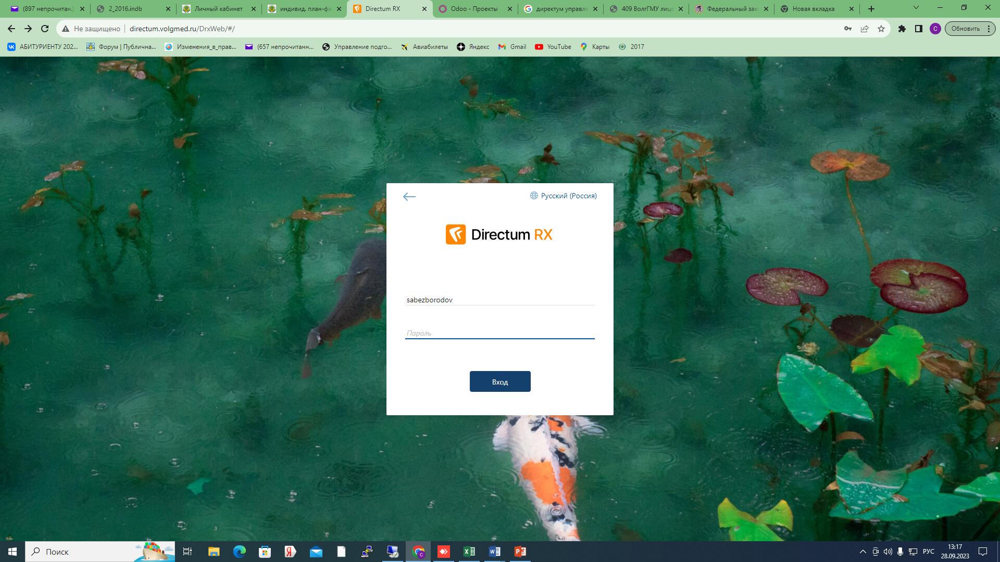 (897 непрочитан.)
2_2016.indb
Личный кабинет
индивид. план-фа
Directum RX
Odoo - Проекты
директум управле
409 ВолгГМУ лице
Федеральный зако
Новая вкладка
Не защищено
directum.volgmed.ru/DrxWeb/#/
Обновить
АБИТУРИЕНТУ 202...
Форум | Публична...
Изменения_в_прав...
(657 непрочитанн...
Управление подго...
Авиабилеты
Яндекс
Gmail
YouTube
Карты
2017
Русский (Россия)
Directum RX
sabezborodov
Пароль
Вход
Поиск
РУС
13:17
28.09.2023